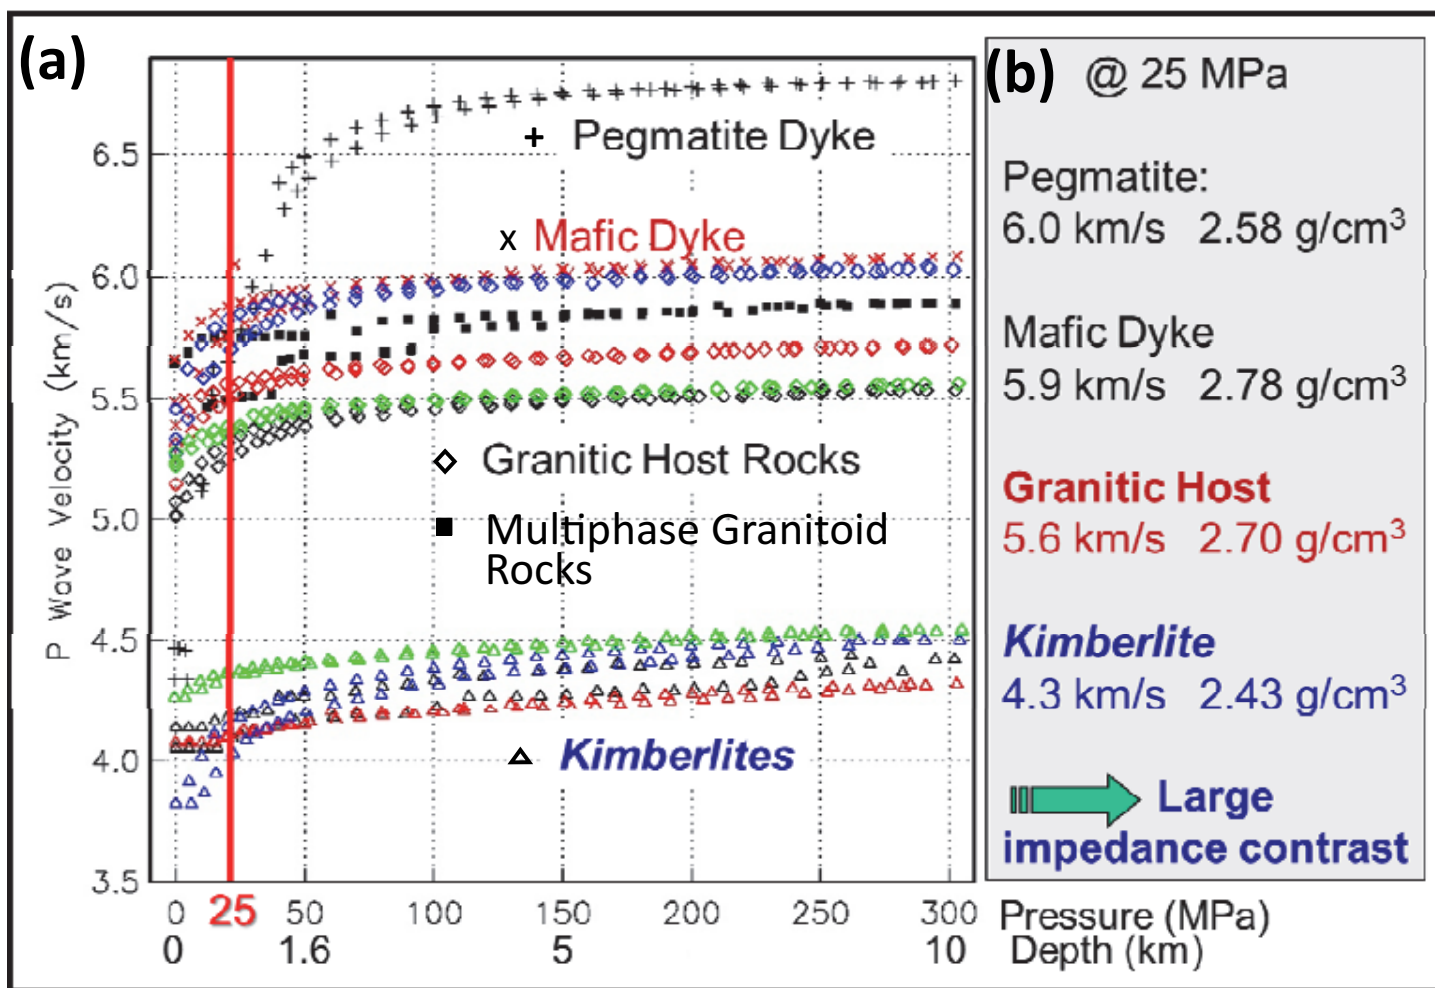 (a)
6.5
6.0
5.5
5.0
4.5
4.0
3.5
P Wave Velocity (km/s)
+ Pegmatite Dyke
x Mafic Dyke
Granitic Host Rocks
Multiphase Granitoid
Rocks
Kimberlites
0 25 50 100 150 200 250 300 Pressure (MPa)
0 1.6 5 10 Depth (km)
(b) @ 25 MPa
Pegmatite:
6.0 km/s 2.58 g/cm³
Mafic Dyke
5.9 km/s 2.78 g/cm³
Granitic Host
5.6 km/s 2.70 g/cm³
Kimberlite
4.3 km/s 2.43 g/cm³
Large
impedance contrast